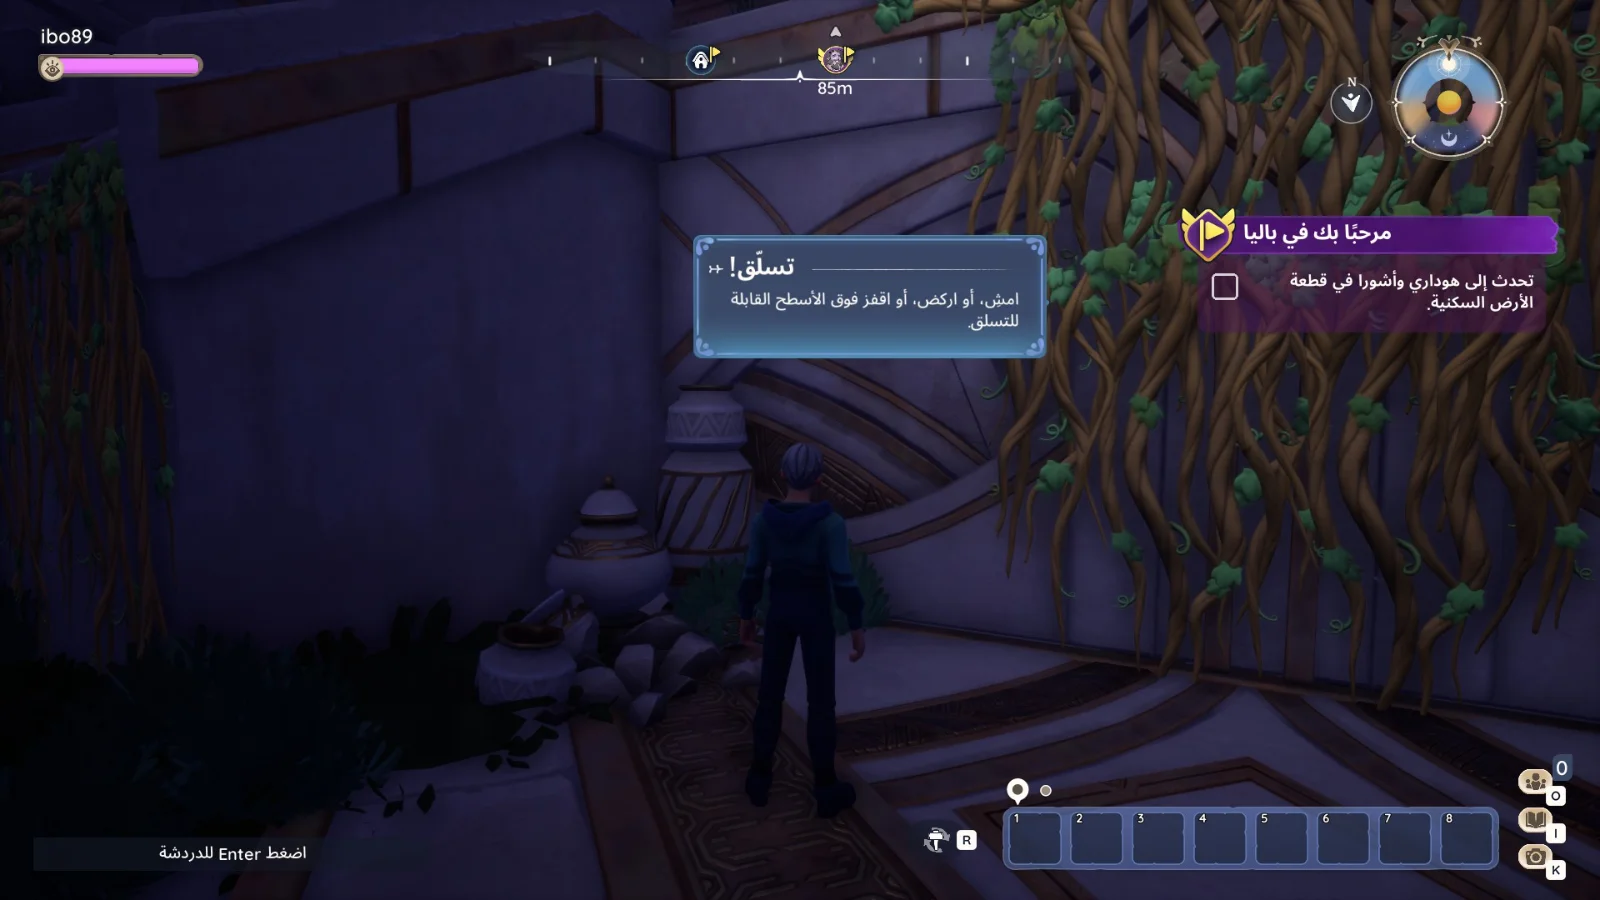 ibo89
85m
N
مرحبًا بك في باليا
تحدث إلى هوداري وأشورا في قطعة
الأرض السكنية.
تسلّق!
امشِ، أو اركض، أو اقفز فوق الأسطح القابلة
للتسلق.
اضغط Enter للدردشة
R
1 2 3 4 5 6 7 8
0
O
I
K